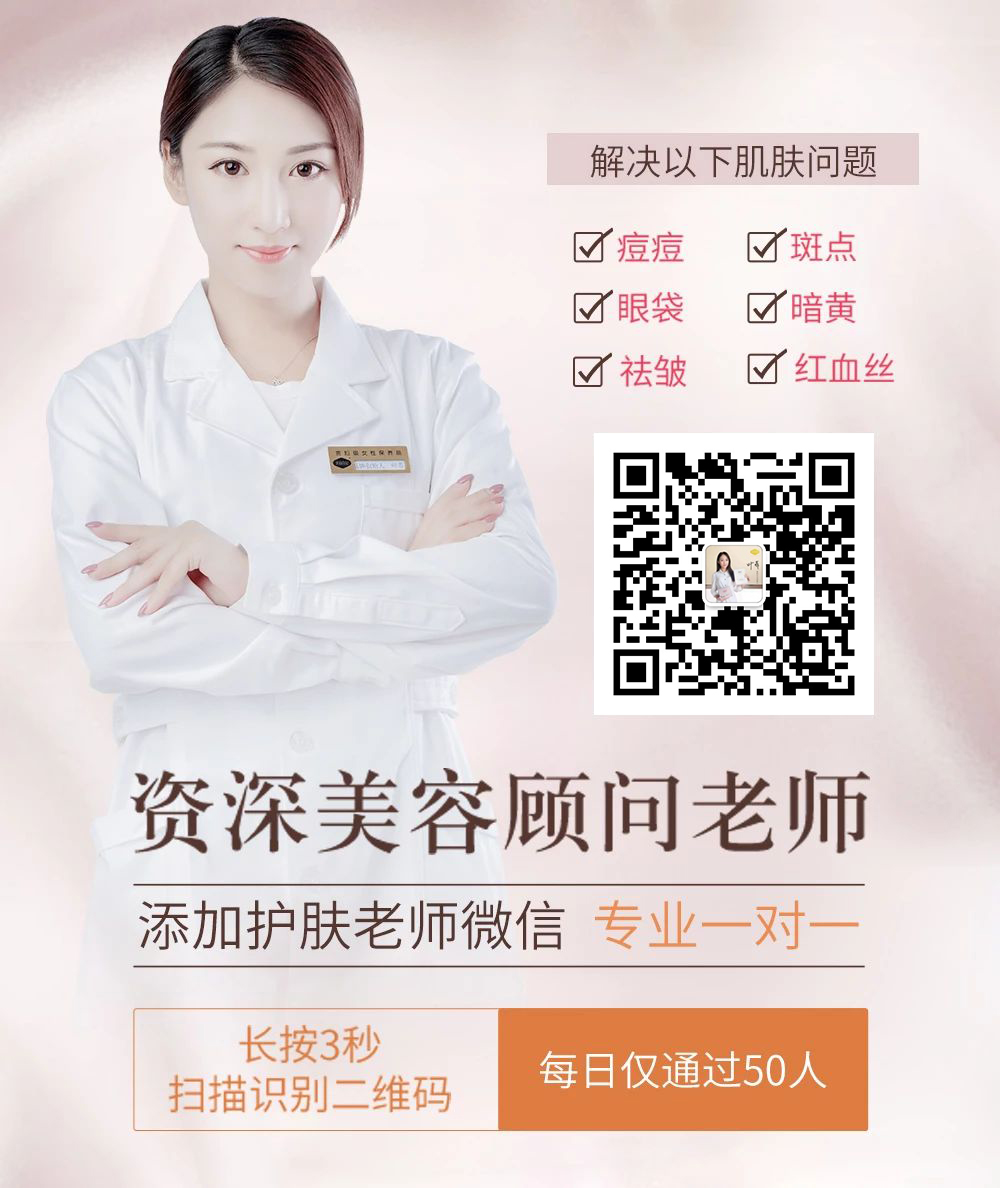 解决以下肌肤问题
痘痘 斑点
眼袋 暗黄
祛皱 红血丝
资深美容顾问老师
添加护肤老师微信 专业一对一
长按3秒
扫描识别二维码
每日仅通过50人